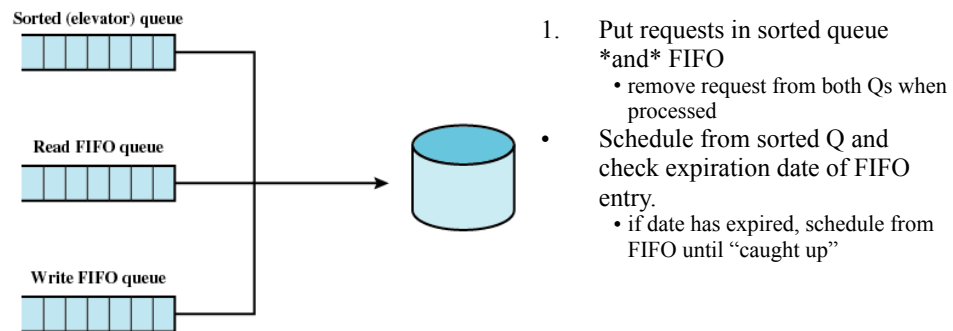 Sorted (elevator) queue
Read FIFO queue
Write FIFO queue
1. Put requests in sorted queue
*and* FIFO
• remove request from both Qs when
processed
• Schedule from sorted Q and
check expiration date of FIFO
entry.
• if date has expired, schedule from
FIFO until “caught up”